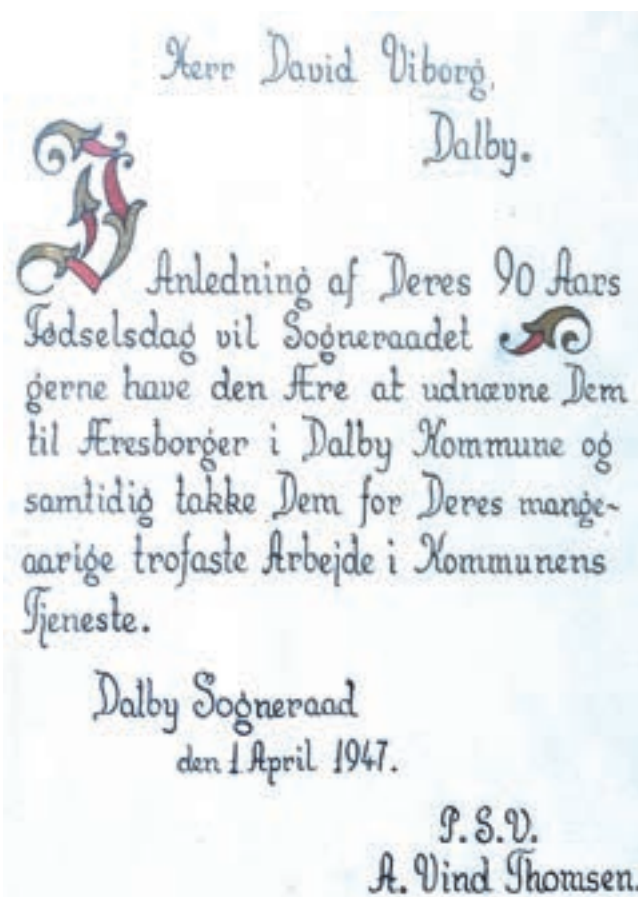 Herr David Viborg,
Dalby.
I Anledning af Deres 90 Aars
Fødselsdag vil Sogneraadet
gerne have den Ære at udnævne Dem
til Æresborger i Dalby Kommune og
samtidig takke Dem for Deres mange-
aarige trofaste Arbejde i Kommunens
Tjeneste.
Dalby Sogneraad
den 1 April 1947.
P. S. V.
A. Vind Thomsen.